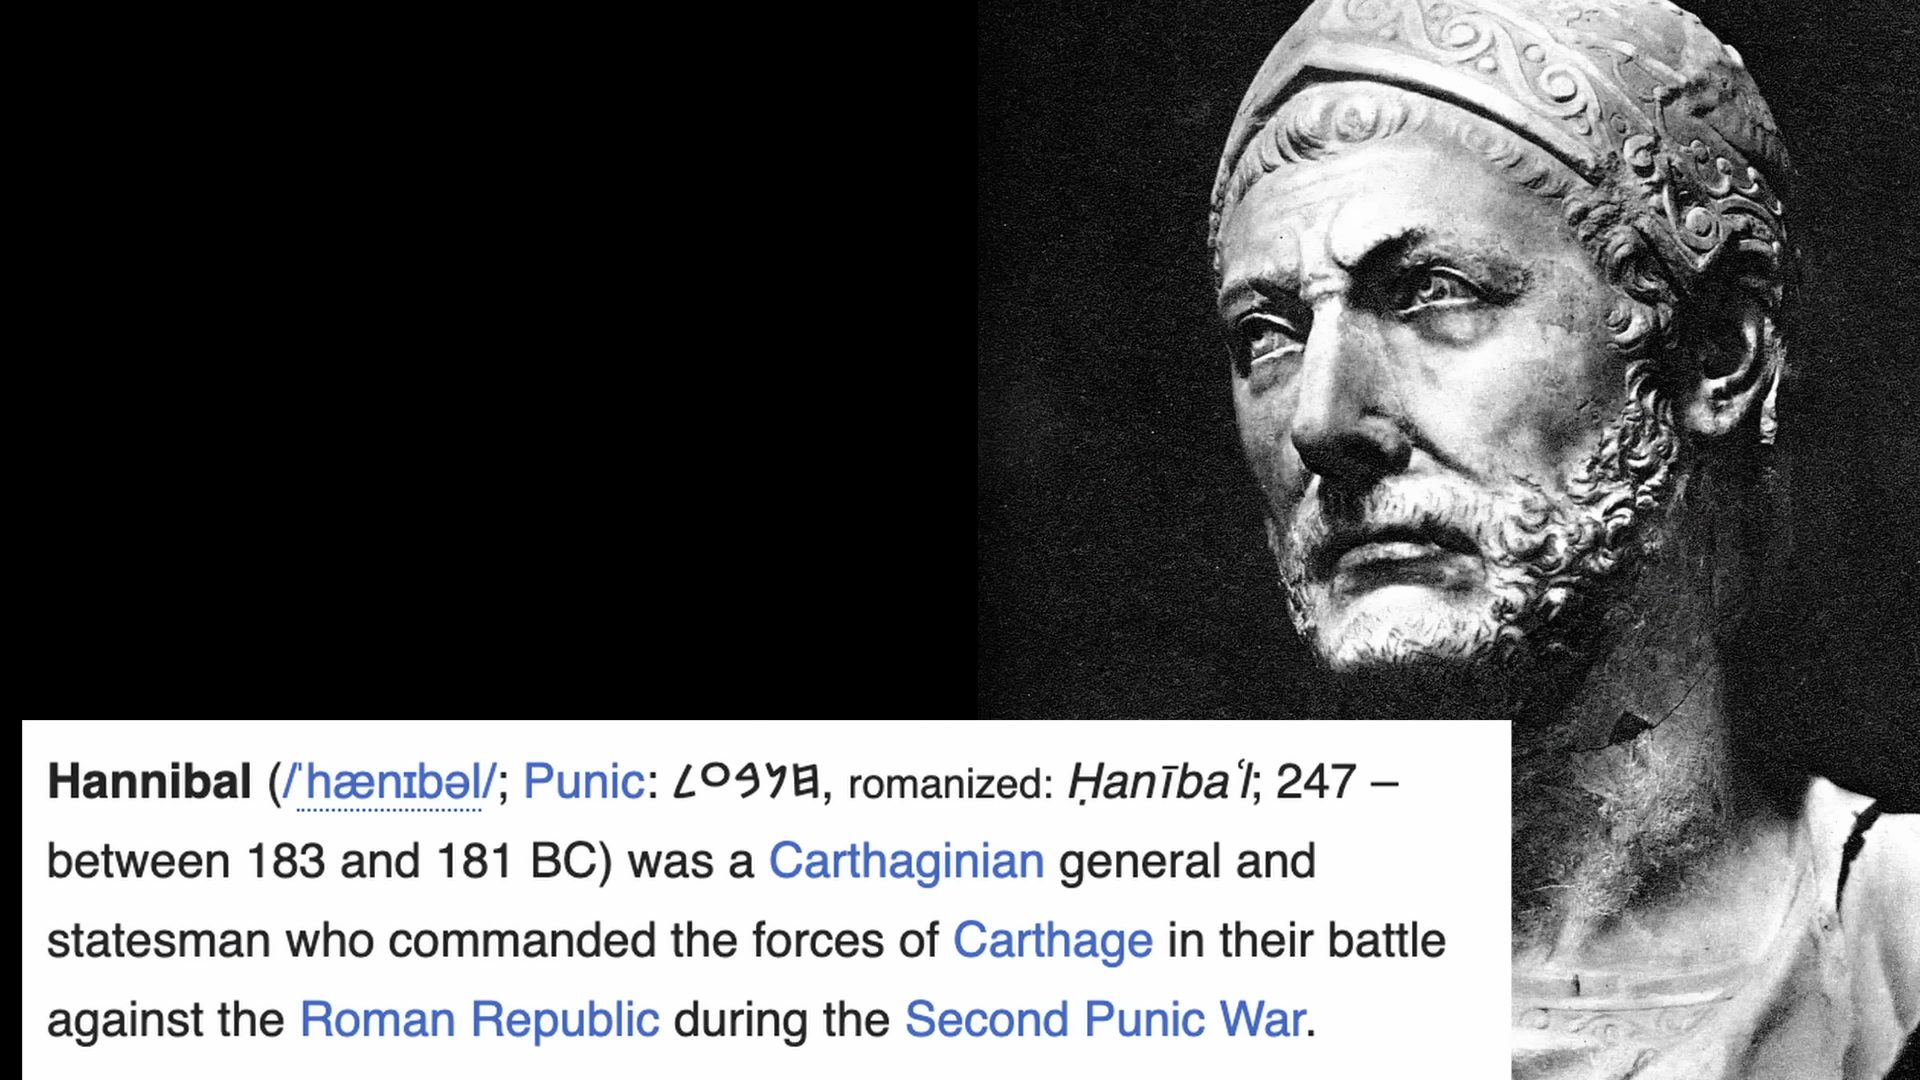 Hannibal (/ˈhænɪbəl/; Punic: 𐤇𐤍𐤁𐤏𐤋, romanized: Ḥanībaʿl; 247 –
between 183 and 181 BC) was a Carthaginian general and
statesman who commanded the forces of Carthage in their battle
against the Roman Republic during the Second Punic War.